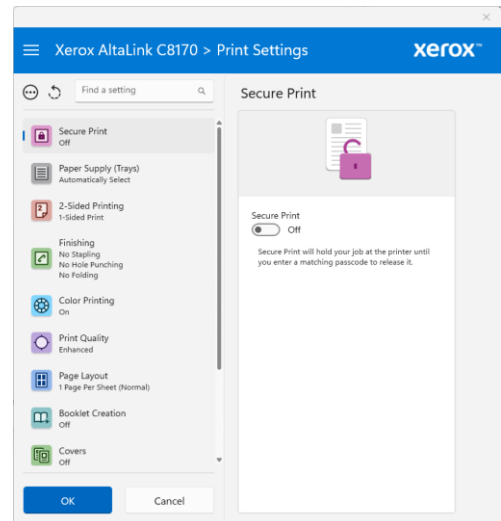 Xerox AltaLink C8170 > Print Settings
xerox™
Find a setting
Secure Print
Off
Paper Supply (Trays)
Automatically Select
2-Sided Printing
1-Sided Print
Finishing
No Stapling
No Hole Punching
No Folding
Color Printing
On
Print Quality
Enhanced
Page Layout
1 Page Per Sheet (Normal)
Booklet Creation
Off
Covers
Off
OK
Cancel
Secure Print
Secure Print
Off
Secure Print will hold your job at the printer until
you enter a matching passcode to release it.